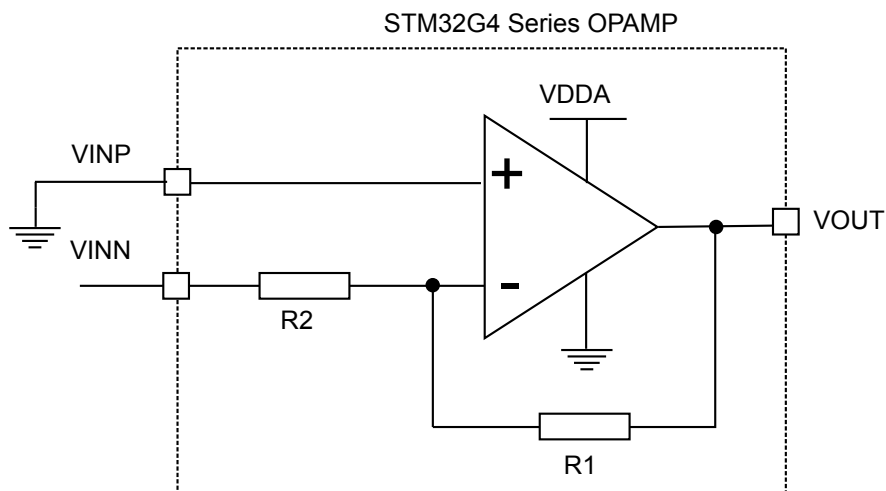 STM32G4 Series OPAMP
VDDA
VINP
+
VOUT
VINN
-
R2
R1